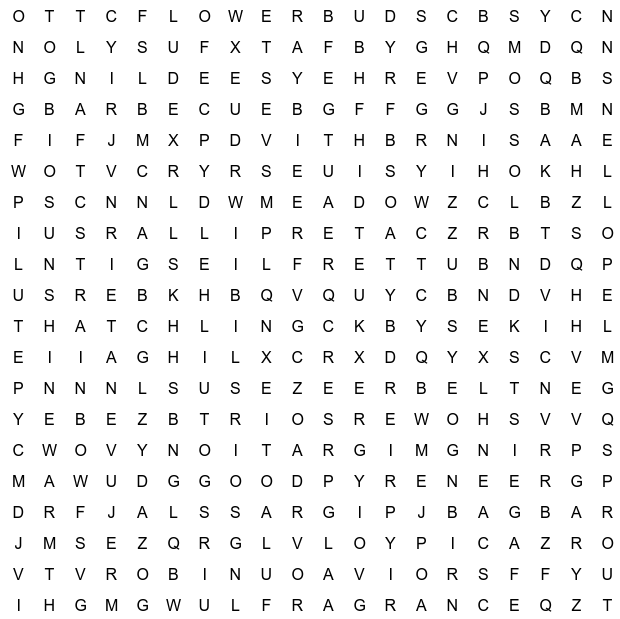 O T T C F L O W E R B U D S C B S Y C N
N O L Y S U F X T A F B Y G H Q M D Q N
H G N I L D E E S Y E H R E V P O Q B S
G B A R B E C U E B G F F G G J S B M N
F I F J M X P D V I T H B R N I S A A E
W O T V C R Y R S E U I S Y I H O K H L
P S C N N L D W M E A D O W Z C L B Z L
I U S R A L L I P R E T A C Z R B T S O
L N T I G S E I L F R E T T U B N D Q P
U S R E B K H B Q V Q U Y C B N D V H E
T H A T C H L I N G C K B Y S E K I H L
E I I A G H I L X C R X D Q Y X S C V M
P N N N L S U S E Z E E R B E L T N E G
Y E B E Z B T R I O S R E W O H S V V Q
C W O V Y N O I T A R G I M G N I R P S
M A W U D G G O O D P Y R E N E E R G P
D R F J A L S S A R G I P J B A G B A R
J M S E Z Q R G L V L O Y P I C A Z R O
V T V R O B I N U O A V I O R S F F Y U
I H G M G W U L F R A G R A N C E Q Z T